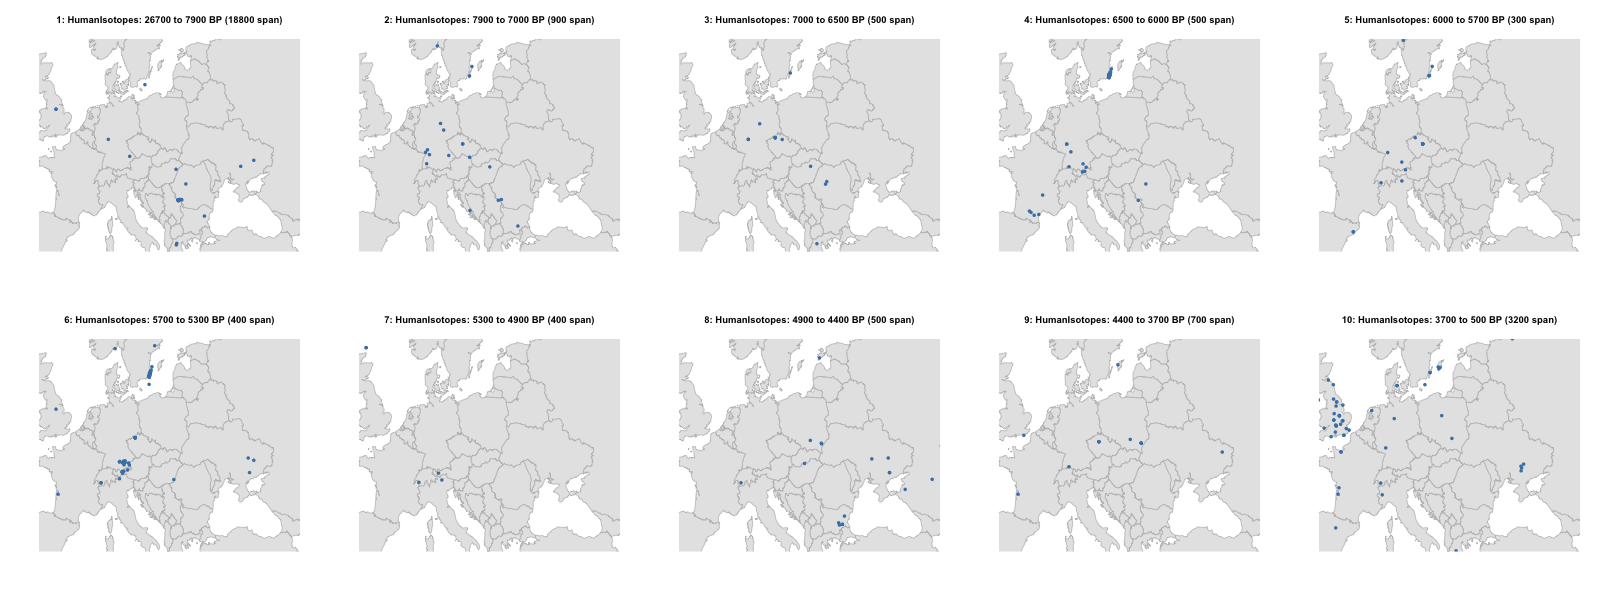 1: HumanIsotopes: 26700 to 7900 BP (18800 span)
2: HumanIsotopes: 7900 to 7000 BP (900 span)
3: HumanIsotopes: 7000 to 6500 BP (500 span)
4: HumanIsotopes: 6500 to 6000 BP (500 span)
5: HumanIsotopes: 6000 to 5700 BP (300 span)
6: HumanIsotopes: 5700 to 5300 BP (400 span)
7: HumanIsotopes: 5300 to 4900 BP (400 span)
8: HumanIsotopes: 4900 to 4400 BP (500 span)
9: HumanIsotopes: 4400 to 3700 BP (700 span)
10: HumanIsotopes: 3700 to 500 BP (3200 span)